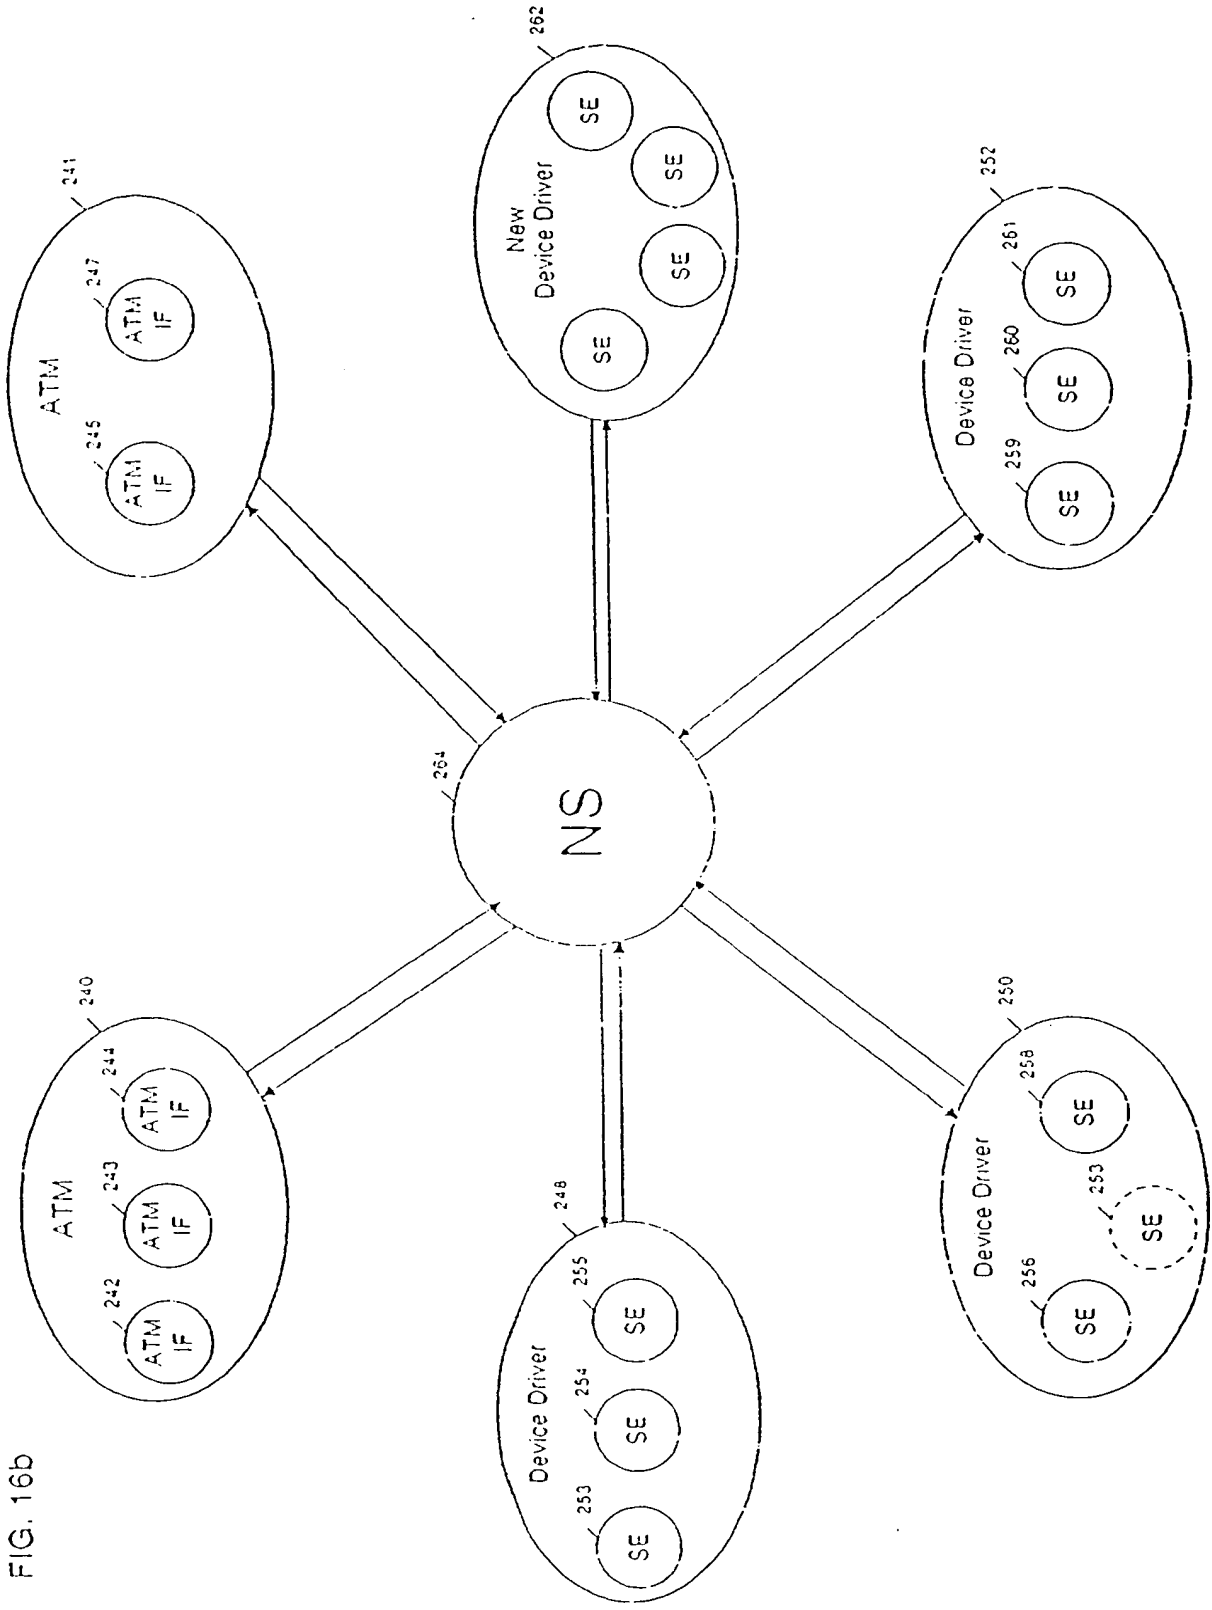 FIG. 16b
240
ATM
242
ATM
IF
243
ATM
IF
244
ATM
IF
241
ATM
246
ATM
IF
247
ATM
IF
248
Device Driver
253
SE
254
SE
255
SE
264
NS
262
New
Device Driver
SE
SE
SE
SE
250
Device Driver
256
SE
253
SE
258
SE
252
Device Driver
259
SE
260
SE
261
SE